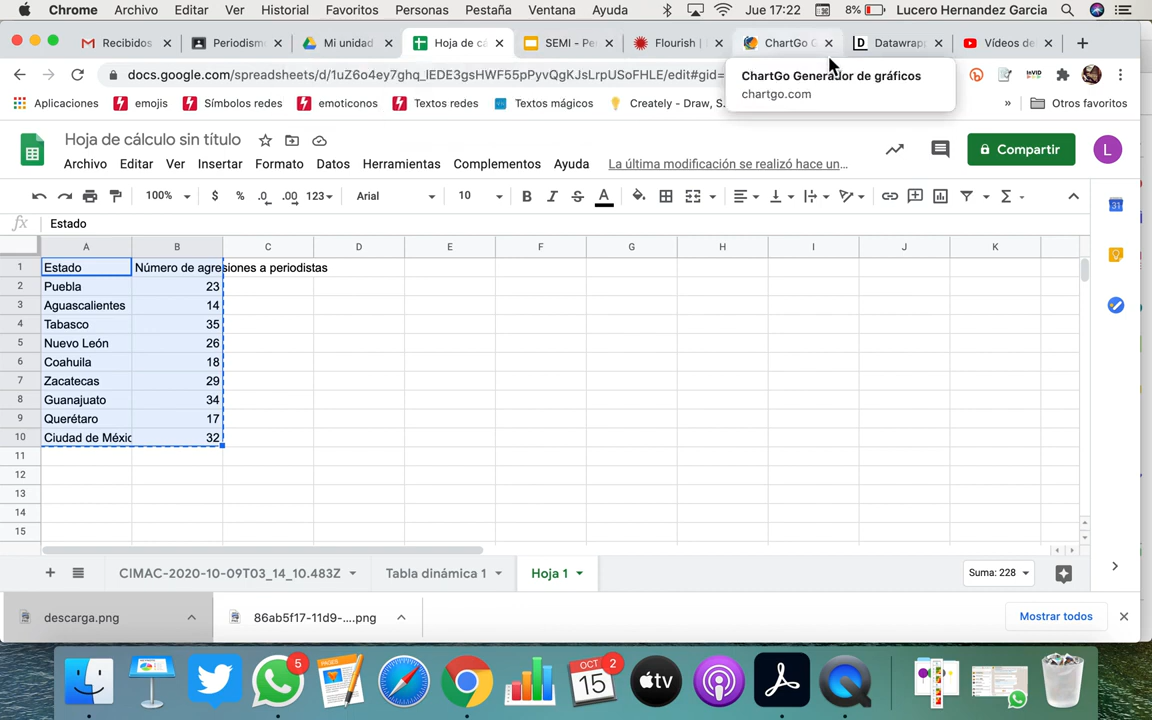 Chrome Archivo Editar Ver Historial Favoritos Personas Pestaña Ventana Ayuda Jue 17:22 8% Lucero Hernandez Garcia
Recibidos Periodism Mi unidad Hoja de cá SEMI - Pe Flourish | ChartGo G Datawrap Vídeos de
docs.google.com/spreadsheets/d/1uZ6o4ey7ghq_lEDE3gsHWF55pPyvQgKJsLrpUSoFHLE/edit#gid=
ChartGo Generador de gráficos
chartgo.com
Aplicaciones emojis Símbolos redes emoticonos Textos redes Textos mágicos Creately - Draw, S. » Otros favoritos
Hoja de cálculo sin título
Archivo Editar Ver Insertar Formato Datos Herramientas Complementos Ayuda La última modificación se realizó hace un...
Compartir L
100% $ % .0 .00 123 Arial 10 B I S A Σ
fx Estado
A B C D E F G H I J K
1 Estado Número de agresiones a periodistas
2 Puebla 23
3 Aguascalientes 14
4 Tabasco 35
5 Nuevo León 26
6 Coahuila 18
7 Zacatecas 29
8 Guanajuato 34
9 Querétaro 17
10 Ciudad de Méxic 32
11
12
13
14
15
CIMAC-2020-10-09T03_14_10.483Z Tabla dinámica 1 Hoja 1 Suma: 228
descarga.png 86ab5f17-11d9-....png Mostrar todos
5 OCT 15 2 tv